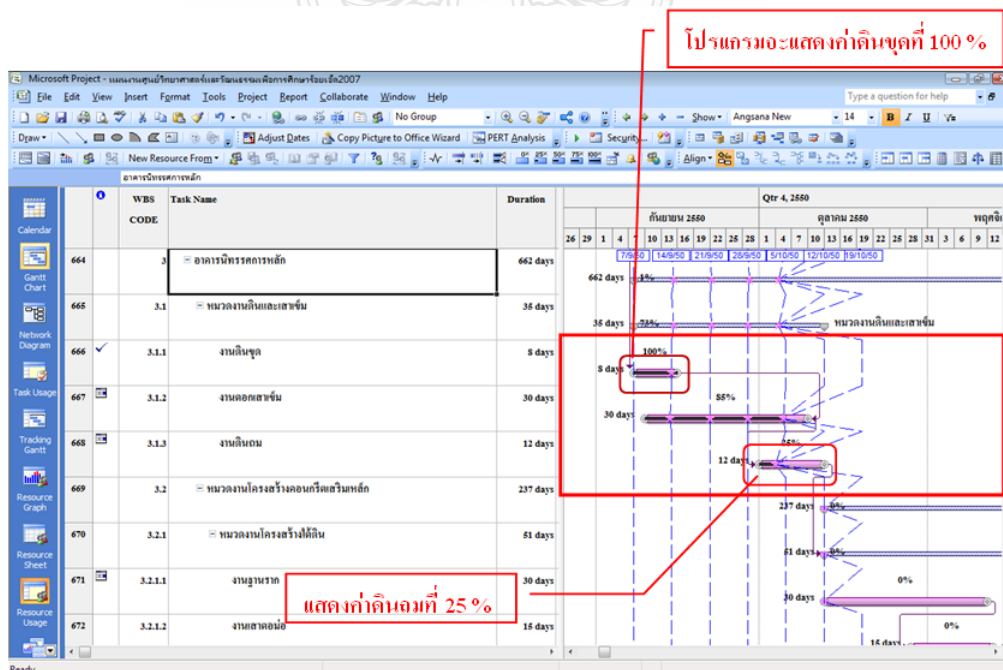 โปรแกรมจะแสดงค่าดินขุดที่ 100 %
Microsoft Project - แผนงานศูนย์วิทยาศาสตร์และวัฒนธรรมเพื่อการศึกษาร้อยเอ็ด2007
File Edit View Insert Format Tools Project Report Collaborate Window Help
Type a question for help
No Group Show Angsana New 14 B I U
Draw Adjust Dates Copy Picture to Office Wizard PERT Analysis Security...
New Resource From Align
อาคารนิทรรศการหลัก
WBS CODE Task Name Duration
Qtr 4, 2550
กันยายน 2550 ตุลาคม 2550
26 29 1 4 7 10 13 16 19 22 25 28 1 4 7 10 13 16 19 22 25 28 31 3 6 9 12
7/9/50 14/9/50 21/9/50 28/9/50 5/10/50 12/10/50 19/10/50
Calendar
Gantt Chart
Network Diagram
Task Usage
Tracking Gantt
Resource Graph
Resource Sheet
Resource Usage
664 3 อาคารนิทรรศการหลัก 662 days 662 days 1%
665 3.1 หมวดงานดินและเสาเข็ม 35 days 35 days 73% หมวดงานดินและเสาเข็ม
666 3.1.1 งานดินขุด 8 days 8 days 100%
667 3.1.2 งานตอกเสาเข็ม 30 days 30 days 85%
668 3.1.3 งานดินถม 12 days 12 days 25%
669 3.2 หมวดงานโครงสร้างคอนกรีตเสริมเหล็ก 237 days 237 days 0%
670 3.2.1 หมวดงานโครงสร้างใต้ดิน 51 days 51 days 0%
671 3.2.1.1 งานฐานราก 30 days 30 days 0%
672 3.2.1.2 งานเสาตอม่อ 15 days 15 days 0%
แสดงค่าดินถมที่ 25 %
Ready